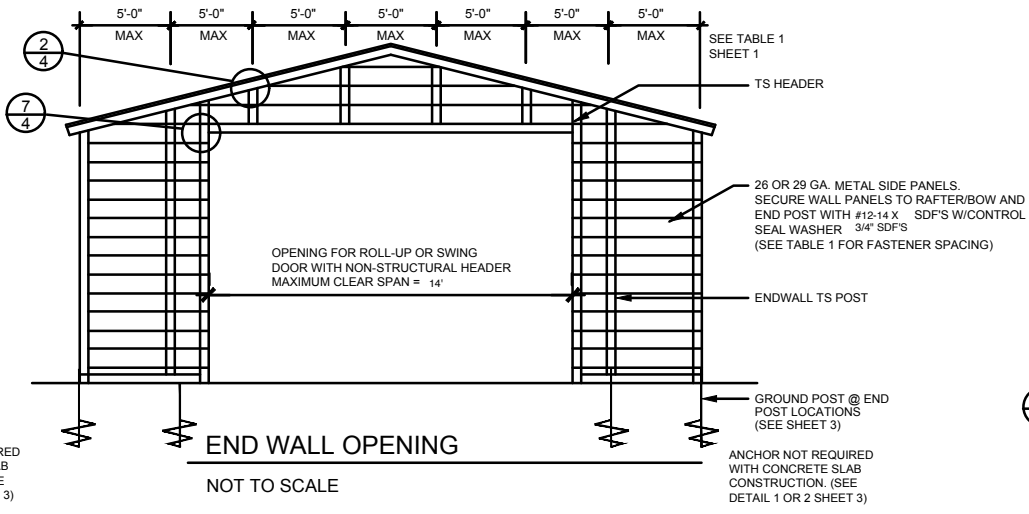 5'-0" 5'-0" 5'-0" 5'-0" 5'-0" 5'-0" 5'-0"
MAX MAX MAX MAX MAX MAX MAX
SEE TABLE 1
SHEET 1
2
4
TS HEADER
7
4
26 OR 29 GA. METAL SIDE PANELS.
SECURE WALL PANELS TO RAFTER/BOW AND
END POST WITH #12-14 X SDF'S W/CONTROL
SEAL WASHER 3/4" SDF'S
(SEE TABLE 1 FOR FASTENER SPACING)
OPENING FOR ROLL-UP OR SWING
DOOR WITH NON-STRUCTURAL HEADER
MAXIMUM CLEAR SPAN = 14'
ENDWALL TS POST
GROUND POST @ END
POST LOCATIONS
(SEE SHEET 3)
END WALL OPENING
NOT TO SCALE
ANCHOR NOT REQUIRED
WITH CONCRETE SLAB
CONSTRUCTION. (SEE
DETAIL 1 OR 2 SHEET 3)
RED
AB
E
3)